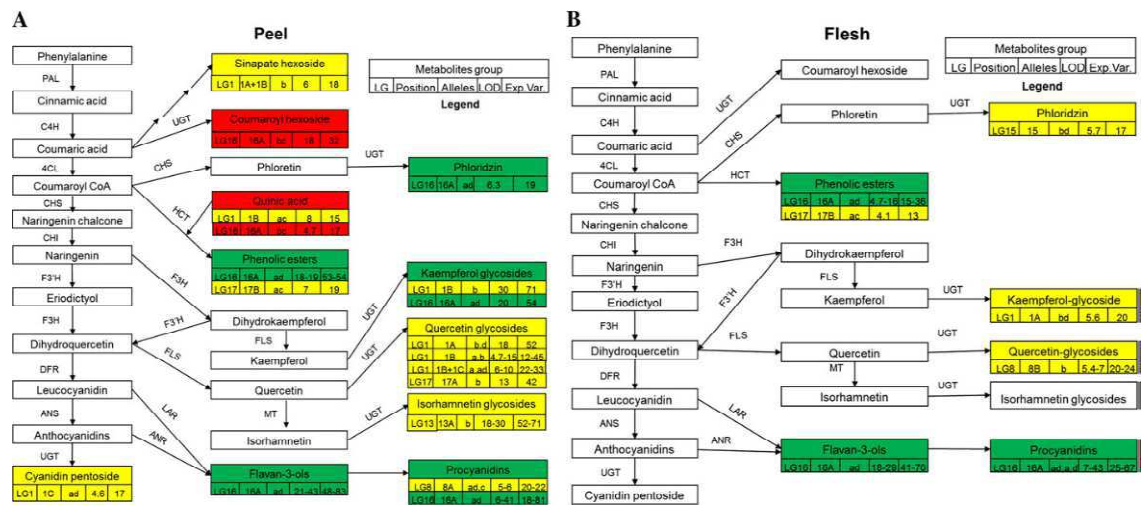 A
Peel
Phenylalanine
PAL
Cinnamic acid
C4H
Coumaric acid
4CL
Coumaroyl CoA
CHS
Naringenin chalcone
CHI
Naringenin
F3'H
Eriodictyol
F3H
Dihydroquercetin
DFR
Leucocyanidin
ANS
Anthocyanidins
UGT
Cyanidin pentoside
LG1 1C ad 4.6 17
Sinapate hexoside
LG1 1A+1B b 6 18
UGT
Coumaroyl hexoside
LG16 16A bc 18 32
CHS
Phloretin
UGT
Phloridzin
LG16 16A ad 6.3 19
HCT
Quinic acid
LG1 1B ac 8 15
LG16 16A bc 4.7 17
Phenolic esters
LG16 16A ad 18-19 53-54
LG17 17B ac 7 19
F3H
F3'H
Dihydrokaempferol
FLS
Kaempferol
UGT
Kaempferol glycosides
LG1 1B b 30 71
LG16 16A ad 20 54
FLS
Quercetin
UGT
Quercetin glycosides
LG1 1A b.d 18 52
LG1 1B a.b 4.7-15 12-45
LG1 1B+1C a.ad 6-10 22-33
LG17 17A b 13 42
MT
Isorhamnetin
UGT
Isorhamnetin glycosides
LG13 13A b 18-30 52-71
LAR
ANR
Flavan-3-ols
LG16 16A ad 21-43 48-83
Procyanidins
LG8 8A ad.c 5-6 20-22
LG16 16A ad 6-41 18-81
Metabolites group
LG Position Alleles LOD Exp.Var.
Legend
B
Flesh
Phenylalanine
PAL
Cinnamic acid
C4H
Coumaric acid
4CL
Coumaroyl CoA
CHS
Naringenin chalcone
CHI
Naringenin
F3'H
Eriodictyol
F3H
Dihydroquercetin
DFR
Leucocyanidin
ANS
Anthocyanidins
UGT
Cyanidin pentoside
UGT
Coumaroyl hexoside
CHS
Phloretin
UGT
Phloridzin
LG15 15 bd 5.7 17
HCT
Phenolic esters
LG16 16A ad 4.7-16 15-36
LG17 17B ac 4.1 13
F3H
Dihydrokaempferol
F3'H
FLS
Kaempferol
UGT
Kaempferol-glycoside
LG1 1A bd 5.6 20
FLS
Quercetin
UGT
Quercetin-glycosides
LG8 8B b 5.4-7 20-24
MT
Isorhamnetin
UGT
Isorhamnetin glycosides
LAR
ANR
Flavan-3-ols
LG16 16A ad 18-29 41-70
Procyanidins
LG16 16A ad,a,d 7-43 25-67
Metabolites group
LG Position Alleles LOD Exp.Var.
Legend